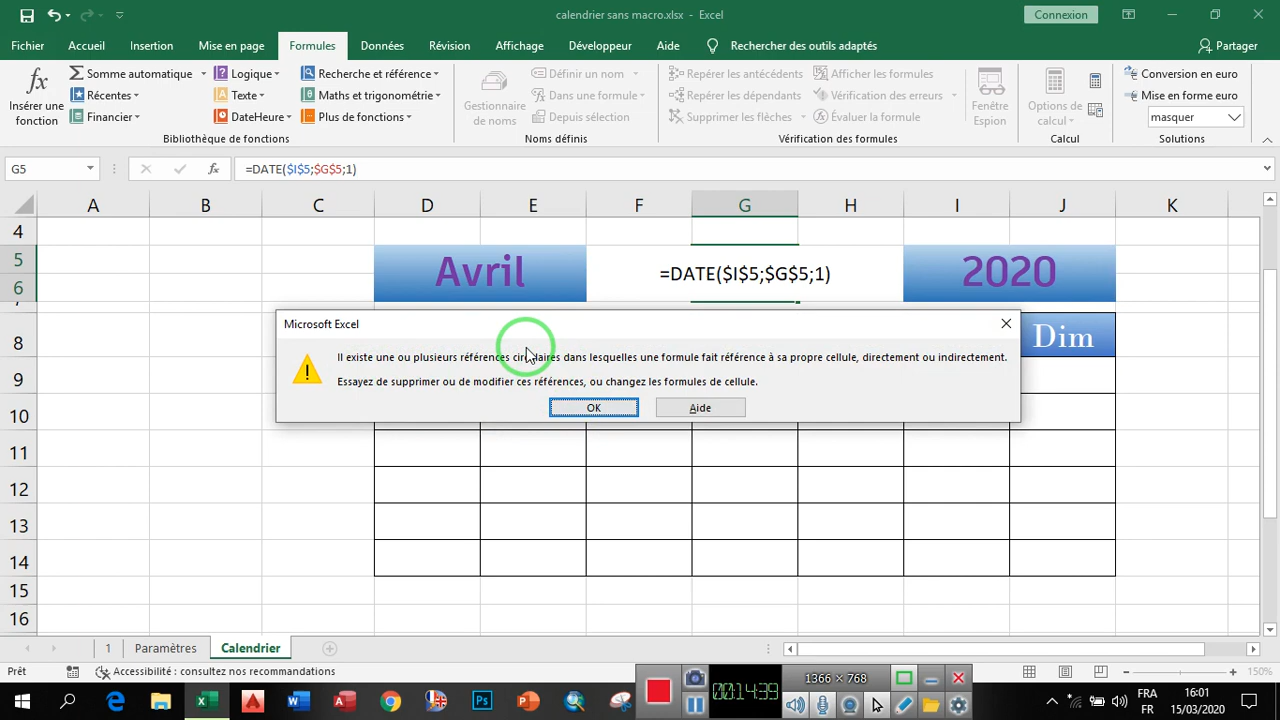 calendrier sans macro.xlsx - Excel
Connexion
Fichier Accueil Insertion Mise en page Formules Données Révision Affichage Développeur Aide Rechercher des outils adaptés Partager
Insérer une fonction
Somme automatique
Récentes
Financier
Logique
Texte
DateHeure
Recherche et référence
Maths et trigonométrie
Plus de fonctions
Bibliothèque de fonctions
Gestionnaire de noms
Définir un nom
Dans une formule
Depuis sélection
Noms définis
Repérer les antécédents
Repérer les dépendants
Supprimer les flèches
Afficher les formules
Vérification des erreurs
Évaluer la formule
Fenêtre Espion
Vérification des formules
Options de calcul
Calcul
Conversion en euro
Mise en forme euro
masquer
Solutions
G5 fx =DATE($I$5;$G$5;1)
A B C D E F G H I J K
4
5
6
7
8
9
10
11
12
13
14
15
16
Avril =DATE($I$5;$G$5;1) 2020
Dim
Microsoft Excel
Il existe une ou plusieurs références circulaires dans lesquelles une formule fait référence à sa propre cellule, directement ou indirectement.
Essayez de supprimer ou de modifier ces références, ou changez les formules de cellule.
OK Aide
1 Paramètres Calendrier
Prêt Accessibilité : consultez nos recommandations 150%
1366 × 768
00:14:39
FRA
FR
16:01
15/03/2020